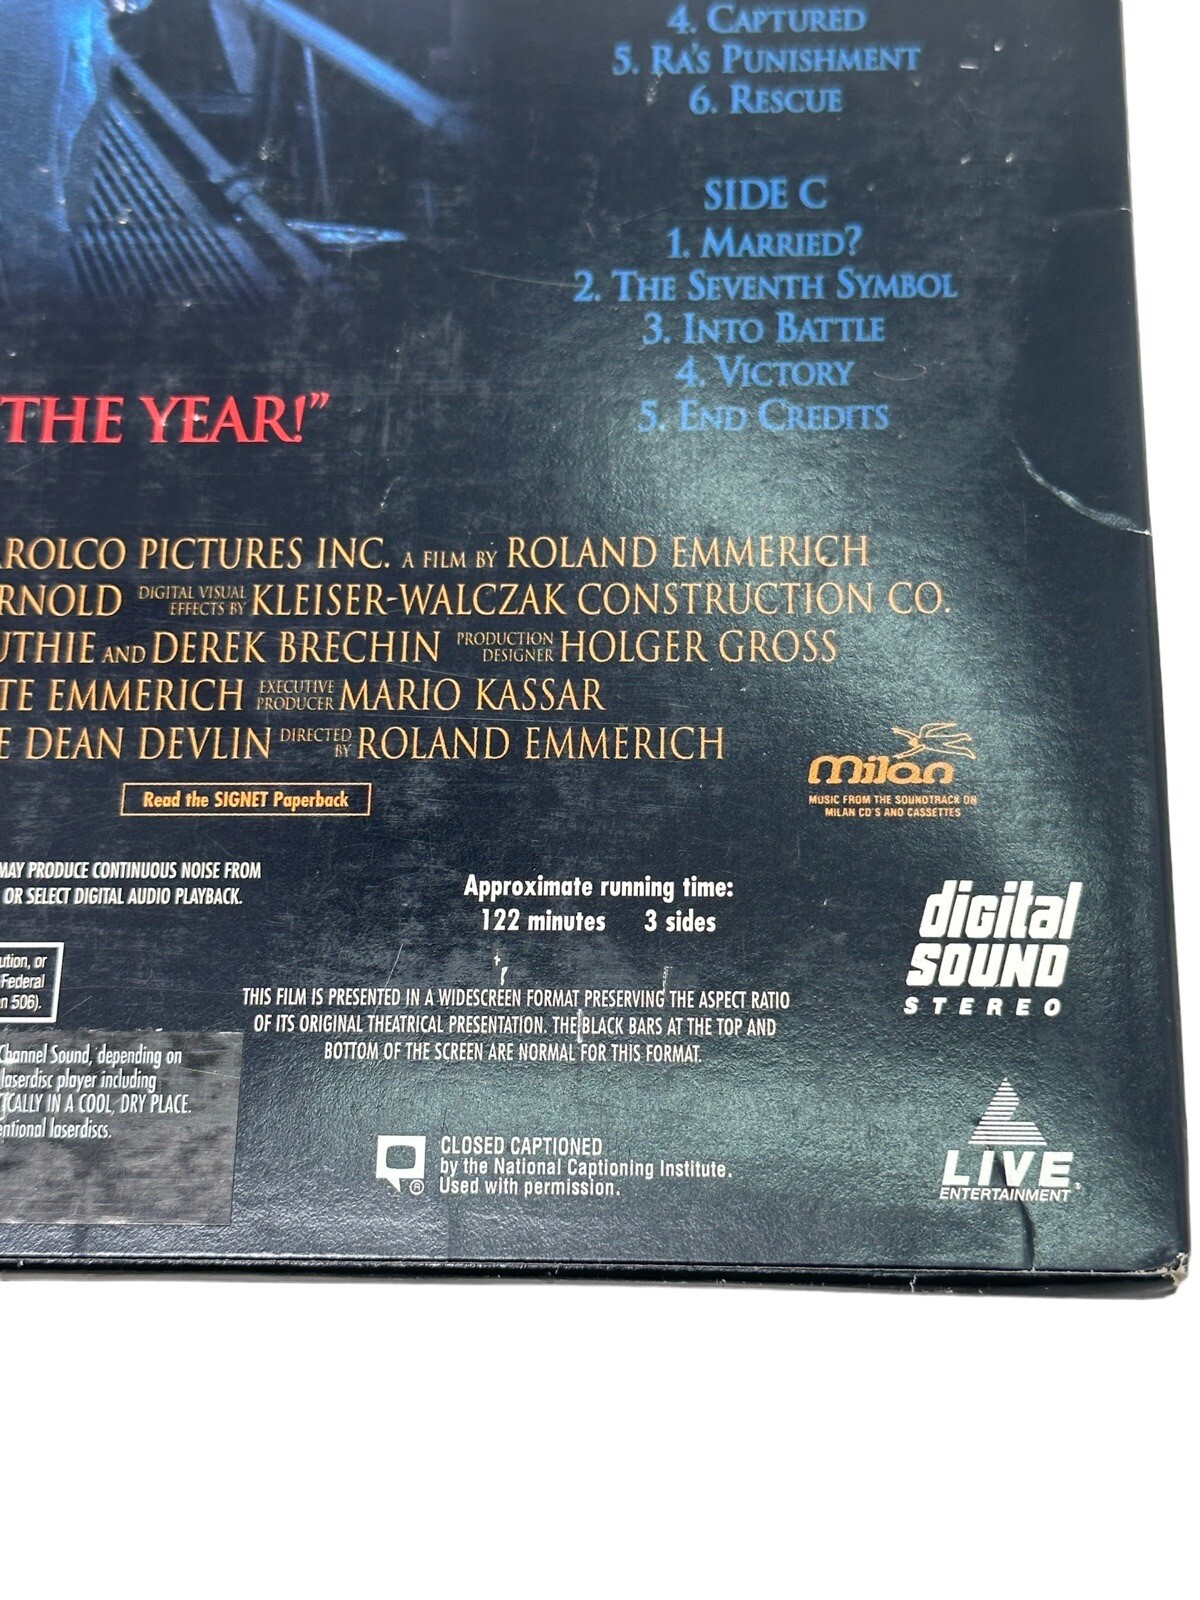 4. CAPTURED
5. RA'S PUNISHMENT
6. RESCUE
SIDE C
1. MARRIED?
2. THE SEVENTH SYMBOL
3. INTO BATTLE
4. VICTORY
5. END CREDITS
THE YEAR!”
AROLCO PICTURES INC. A FILM BY ROLAND EMMERICH
RNOLD DIGITAL VISUAL EFFECTS BY KLEISER-WALCZAK CONSTRUCTION CO.
UTHIE AND DEREK BRECHIN PRODUCTION DESIGNER HOLGER GROSS
TE EMMERICH EXECUTIVE PRODUCER MARIO KASSAR
E DEAN DEVLIN DIRECTED BY ROLAND EMMERICH
Read the SIGNET Paperback
milan
MUSIC FROM THE SOUNDTRACK ON
MILAN CD'S AND CASSETTES
MAY PRODUCE CONTINUOUS NOISE FROM
OR SELECT DIGITAL AUDIO PLAYBACK.
Approximate running time:
122 minutes 3 sides
digital
SOUND
STEREO
ution, or
Federal
n 506).
THIS FILM IS PRESENTED IN A WIDESCREEN FORMAT PRESERVING THE ASPECT RATIO
OF ITS ORIGINAL THEATRICAL PRESENTATION. THE BLACK BARS AT THE TOP AND
BOTTOM OF THE SCREEN ARE NORMAL FOR THIS FORMAT.
Channel Sound, depending on
laserdisc player including
ICALLY IN A COOL, DRY PLACE.
entional laserdiscs.
CLOSED CAPTIONED
by the National Captioning Institute.
Used with permission.
®
LIVE
ENTERTAINMENT®